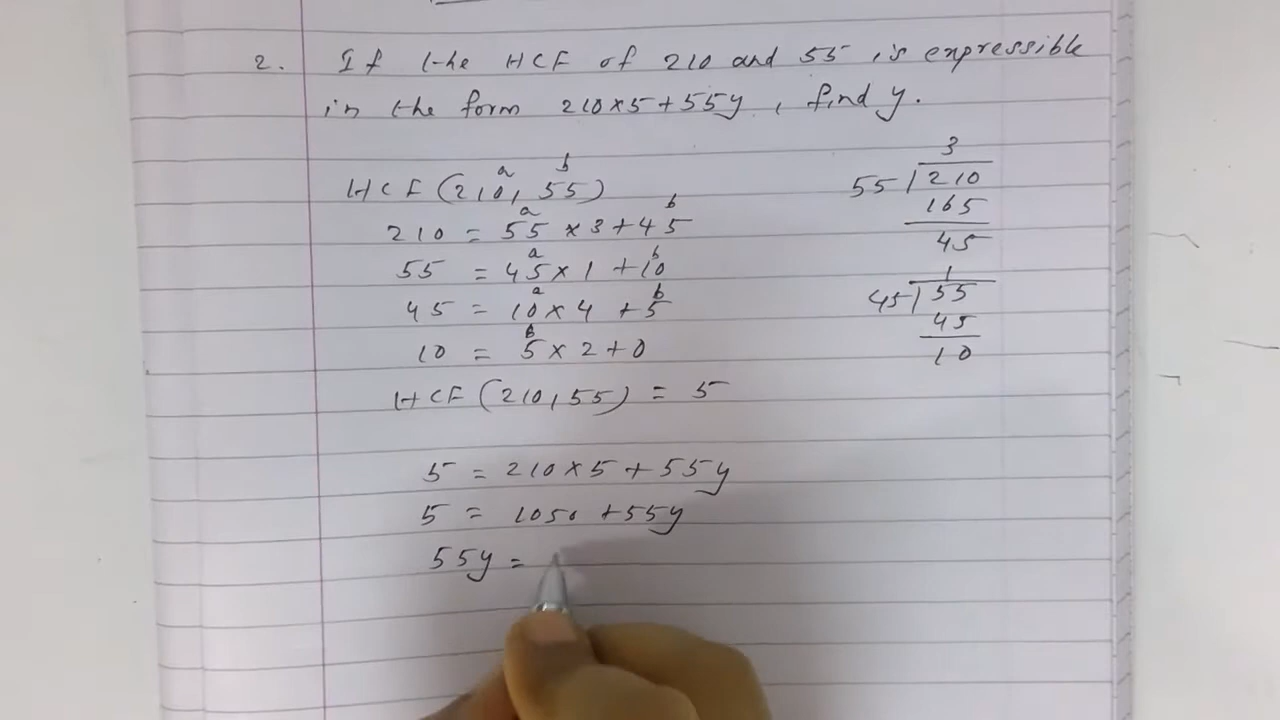 2. If the HCF of 210 and 55 is expressible
in the form 210×5+55y, find y.
a b
HCF(210, 55)
a b
210 = 55 × 3 + 45
a b
55 = 45 × 1 + 10
a b
45 = 10 × 4 + 5
b
10 = 5 × 2 + 0
HCF(210, 55) = 5
5 = 210×5 + 55y
5 = 1050 + 55y
55y =
3
55 ) 210
165
45
1
45 ) 55
45
10